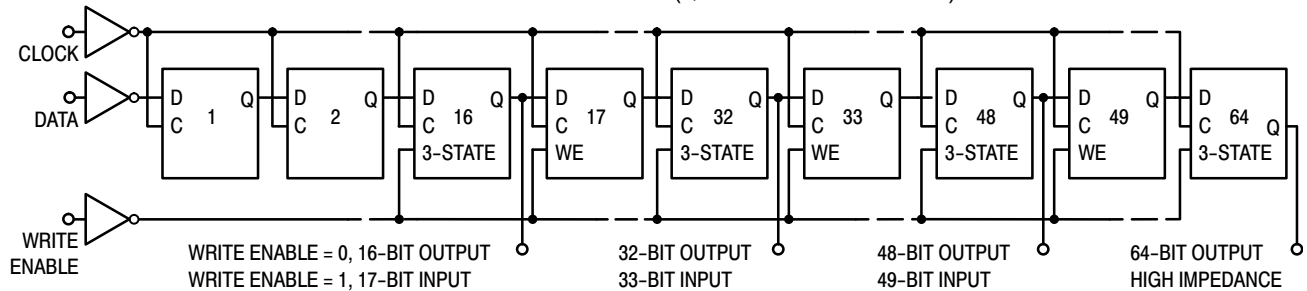 CLOCK
DATA
WRITE
ENABLE
D Q
C
1
D Q
C
2
D Q
C
16
3-STATE
D Q
C
17
WE
D Q
C
32
3-STATE
D Q
C
33
WE
D Q
C
48
3-STATE
D Q
C
49
WE
D
C
64
Q
3-STATE
WRITE ENABLE = 0, 16-BIT OUTPUT
WRITE ENABLE = 1, 17-BIT INPUT
32-BIT OUTPUT
33-BIT INPUT
48-BIT OUTPUT
49-BIT INPUT
64-BIT OUTPUT
HIGH IMPEDANCE